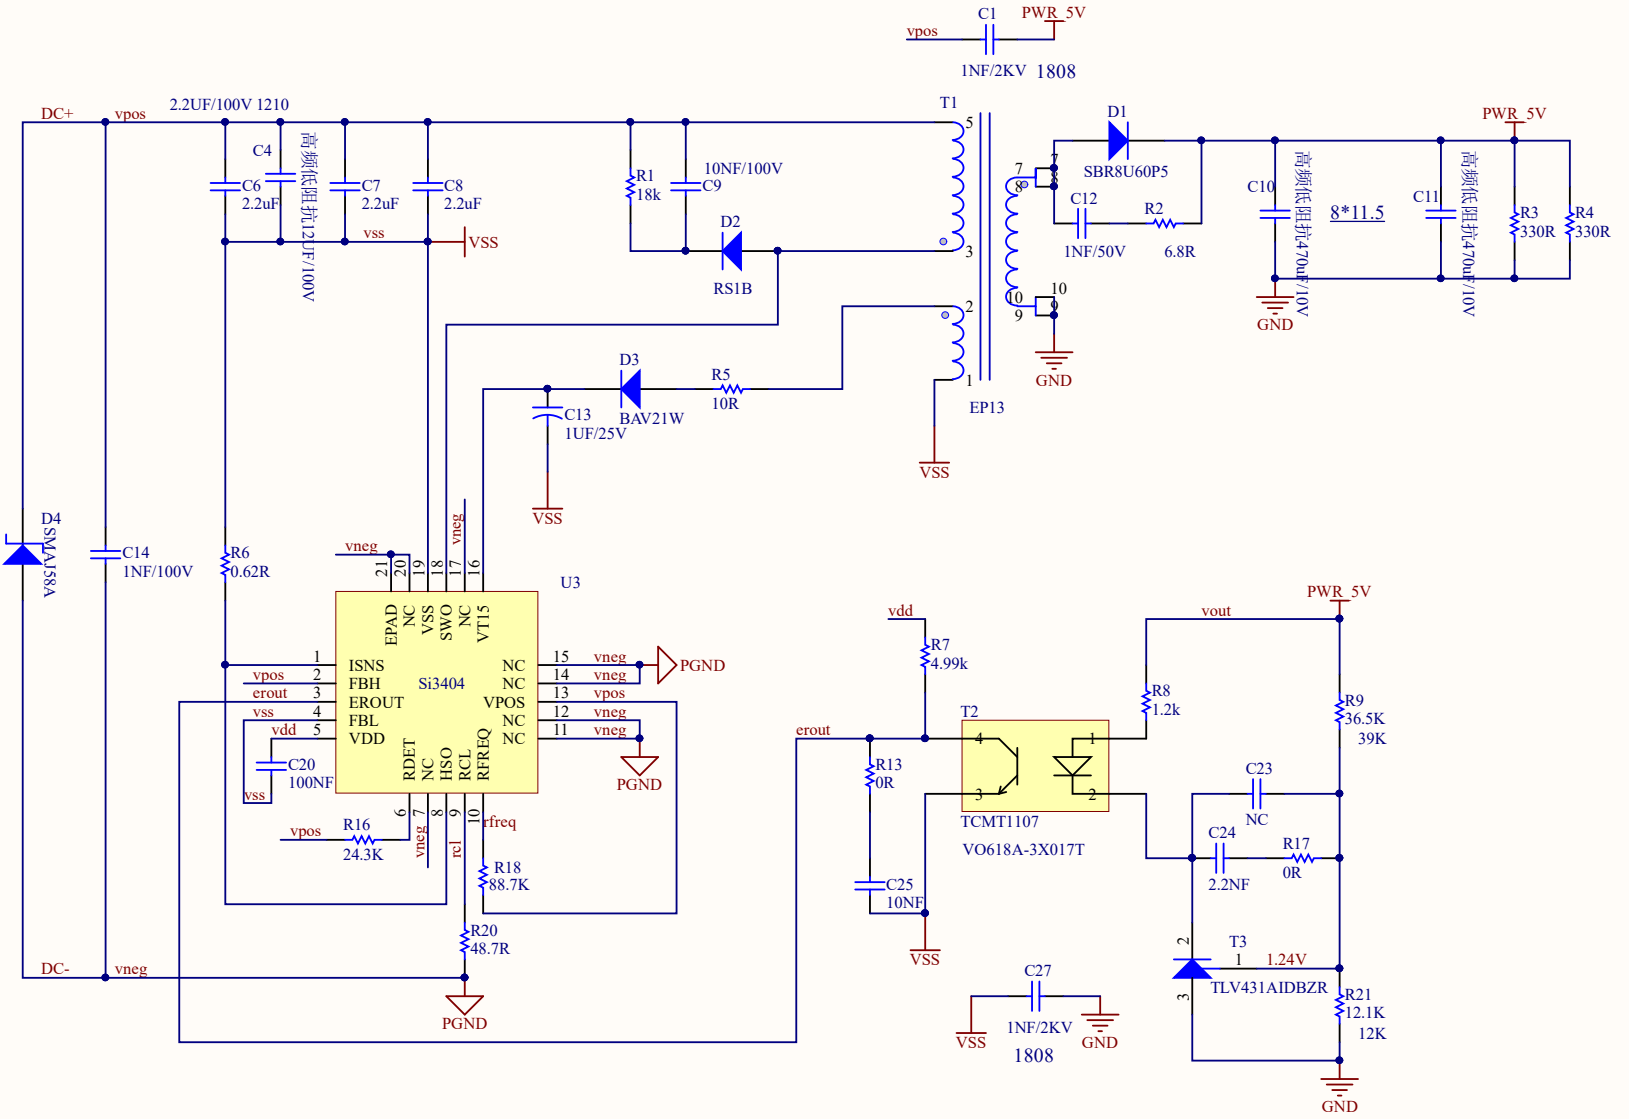 C1
PWR_5V
vpos
1NF/2KV
1808
DC+
vpos
2.2UF/100V 1210
C4
高频低阻抗12UF/100V
C6
2.2uF
C7
2.2uF
C8
2.2uF
vss
VSS
R1
18k
10NF/100V
C9
D2
RS1B
T1
5
3
2
1
EP13
VSS
7
8
7
8
10
9
10
9
GND
D1
SBR8U60P5
C12
1NF/50V
R2
6.8R
C10
高频低阻抗470uF/10V
8*11.5
C11
高频低阻抗470uF/10V
PWR_5V
R3
330R
R4
330R
GND
D3
BAV21W
R5
10R
C13
1UF/25V
VSS
D4
SMAJ58A
C14
1NF/100V
R6
0.62R
vneg
vneg
21
20
19
18
17
16
U3
EPAD
NC
VSS
SWO
NC
VT15
1
ISNS
vpos
2
FBH
erout
3
EROUT
vss
4
FBL
vdd
5
VDD
Si3404
NC
15
vneg
NC
14
vneg
VPOS
13
vpos
NC
12
vneg
NC
11
vneg
PGND
PGND
RDET
NC
HSO
RCL
RFREQ
6
7
8
9
10
C20
100NF
vss
vpos
R16
24.3K
vneg
rcl
rfreq
R18
88.7K
R20
48.7R
DC-
vneg
PGND
vdd
R7
4.99k
erout
R13
0R
C25
10NF
VSS
T2
4
3
1
2
TCMT1107
VO618A-3X017T
vout
PWR_5V
R8
1.2k
R9
36.5K
39K
C23
NC
C24
2.2NF
R17
0R
2
T3
1
1.24V
3
TLV431AIDBZR
R21
12.1K
12K
GND
C27
1NF/2KV
1808
VSS
GND